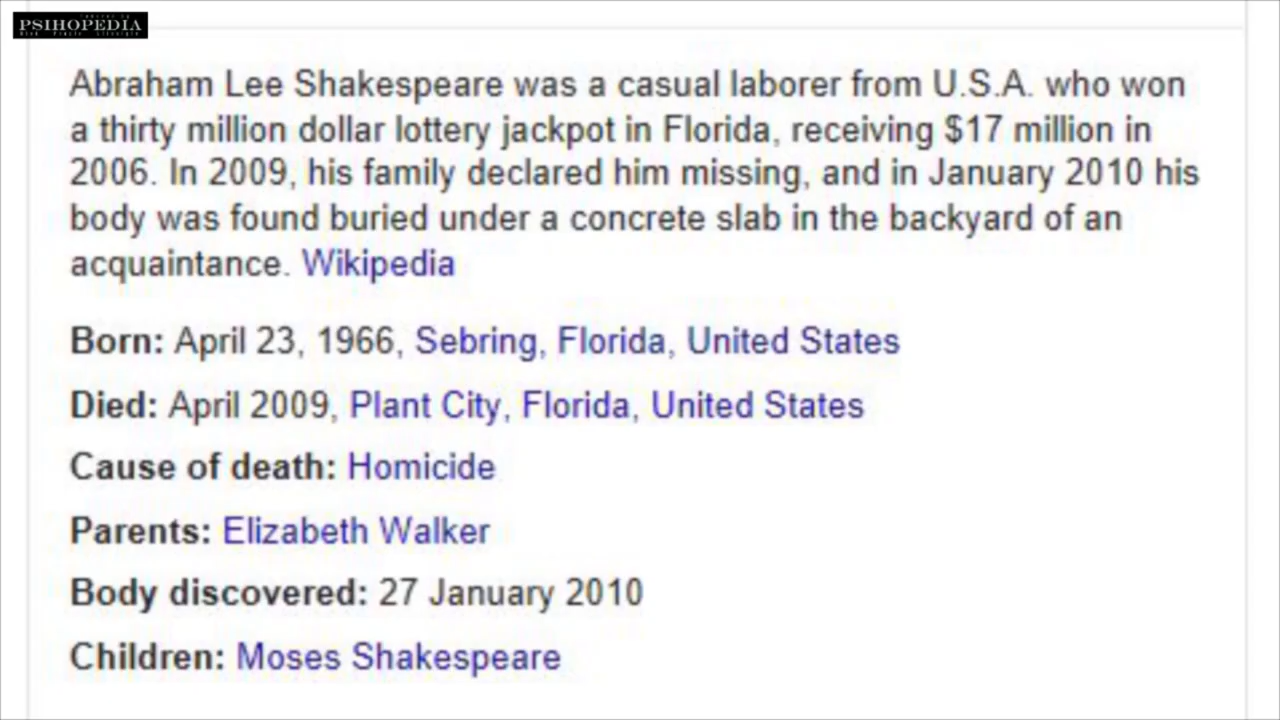 PSIHOPEDIA
Abraham Lee Shakespeare was a casual laborer from U.S.A. who won
a thirty million dollar lottery jackpot in Florida, receiving $17 million in
2006. In 2009, his family declared him missing, and in January 2010 his
body was found buried under a concrete slab in the backyard of an
acquaintance. Wikipedia
Born: April 23, 1966, Sebring, Florida, United States
Died: April 2009, Plant City, Florida, United States
Cause of death: Homicide
Parents: Elizabeth Walker
Body discovered: 27 January 2010
Children: Moses Shakespeare